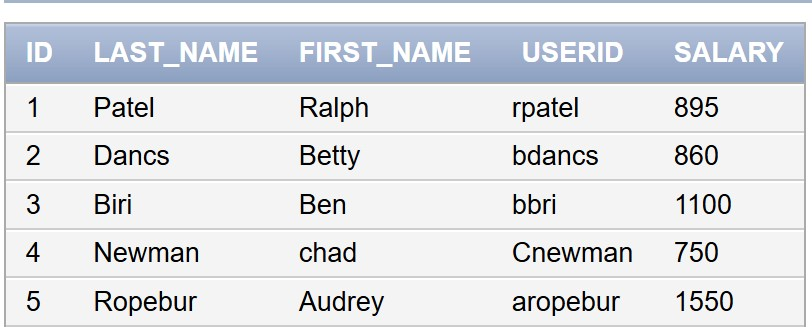 ID LAST_NAME FIRST_NAME USERID SALARY
1 Patel Ralph rpatel 895
2 Dancs Betty bdancs 860
3 Biri Ben bbri 1100
4 Newman chad Cnewman 750
5 Ropebur Audrey aropebur 1550